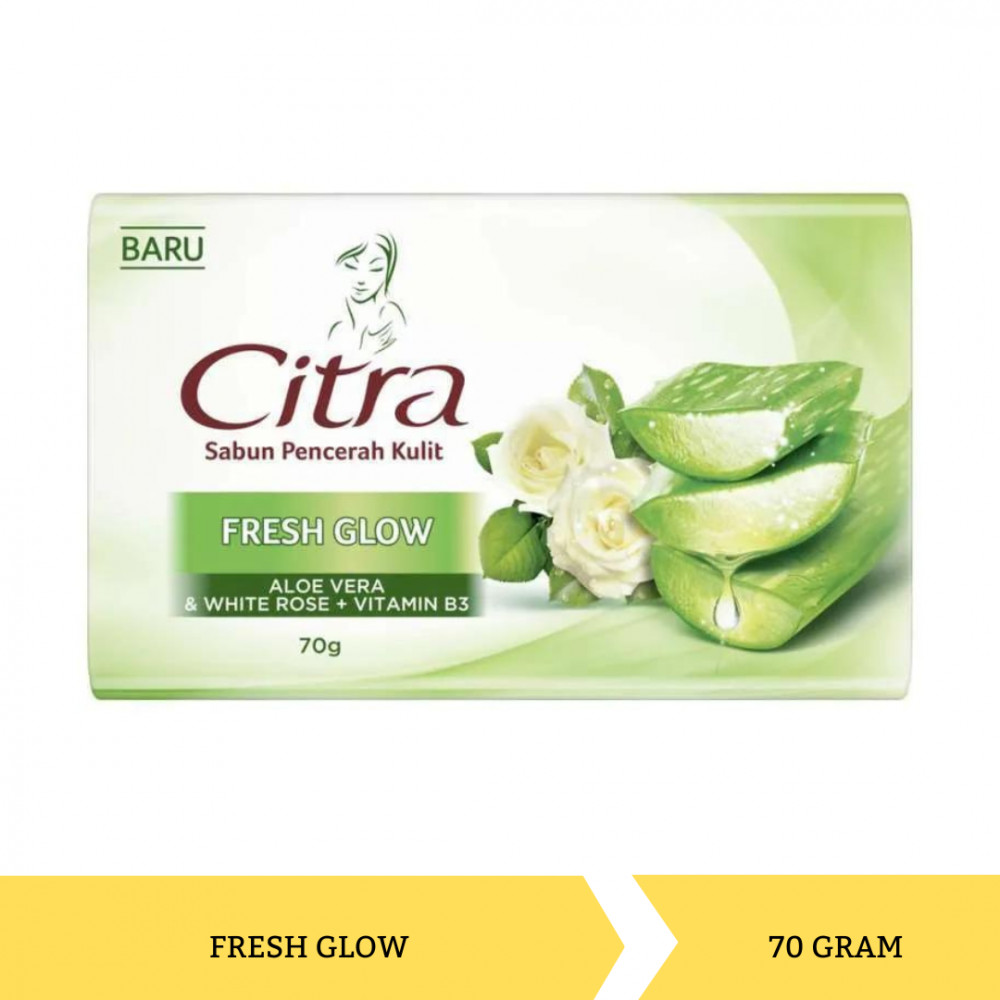 BARU
Citra
Sabun Pencerah Kulit
FRESH GLOW
ALOE VERA
& WHITE ROSE + VITAMIN B3
70g
FRESH GLOW
70 GRAM